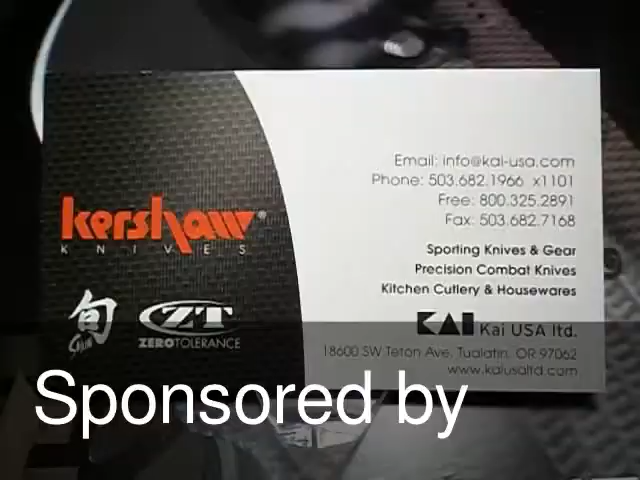 Email: info@kai-usa.com
Phone: 503.682.1966 x1101
Free: 800.325.2891
Fax: 503.682.7168
kershaw®
KNIVES
Sporting Knives & Gear
Precision Combat Knives
Kitchen Cutlery & Housewares
旬
Shun
ZT
ZEROTOLERANCE
KAI Kai USA ltd.
18600 SW Teton Ave, Tualatin, OR 97062
www.kaiusaltd.com
Sponsored by